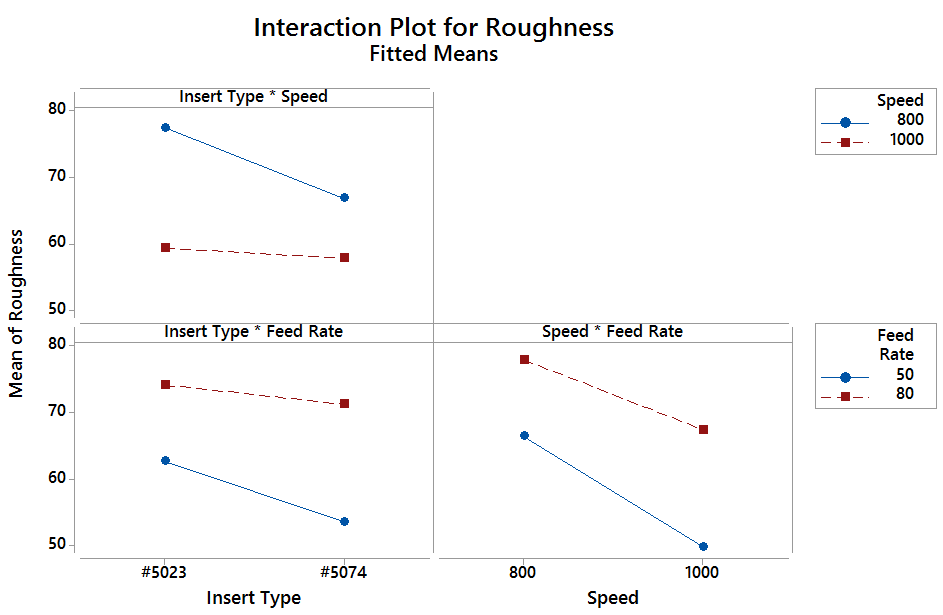 Interaction Plot for Roughness
Fitted Means
Insert Type * Speed
Speed
800
1000
80
70
60
50
Mean of Roughness
Insert Type * Feed Rate
Speed * Feed Rate
Feed
Rate
50
80
80
70
60
50
#5023
#5074
800
1000
Insert Type
Speed